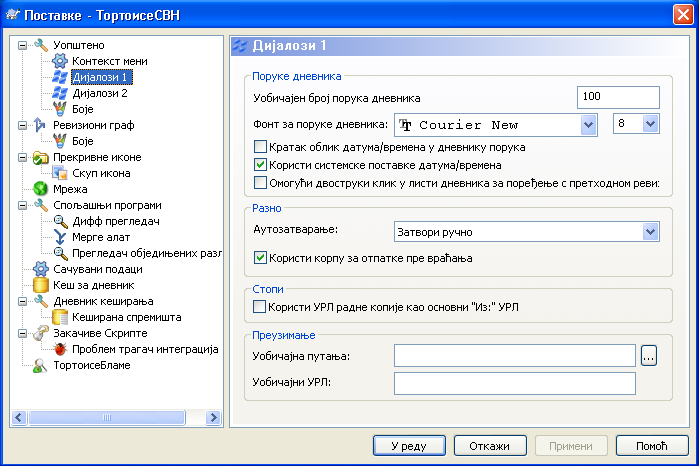 Поставке - ТортоисеСВН
Уопштено
Контекст мени
Дијалози 1
Дијалози 2
Боје
Ревизиони граф
Боје
Прекривне иконе
Скуп икона
Мрежа
Спољашњи програми
Дифф прегледач
Мерге алат
Прегледач обједињених разл
Сачувани подаци
Кеш за дневник
Дневник кеширања
Кеширана спремишта
Закачиве Скрипте
Проблем трагач интеграција
ТортоисеБламе
Дијалози 1
Поруке дневника
Уобичајен број порука дневника 100
Фонт за поруке дневника: Courier New 8
Кратак облик датума/времена у дневнику порука
Користи системске поставке датума/времена
Омогући двоструки клик у листи дневника за поређење с претходном реви:
Разно
Аутозатварање: Затвори ручно
Користи корпу за отпатке пре враћања
Стопи
Користи УРЛ радне копије као основни "Из:" УРЛ
Преузимање
Уобичајна путања: ...
Уобичајни УРЛ:
У реду Откажи Примени Помоћ